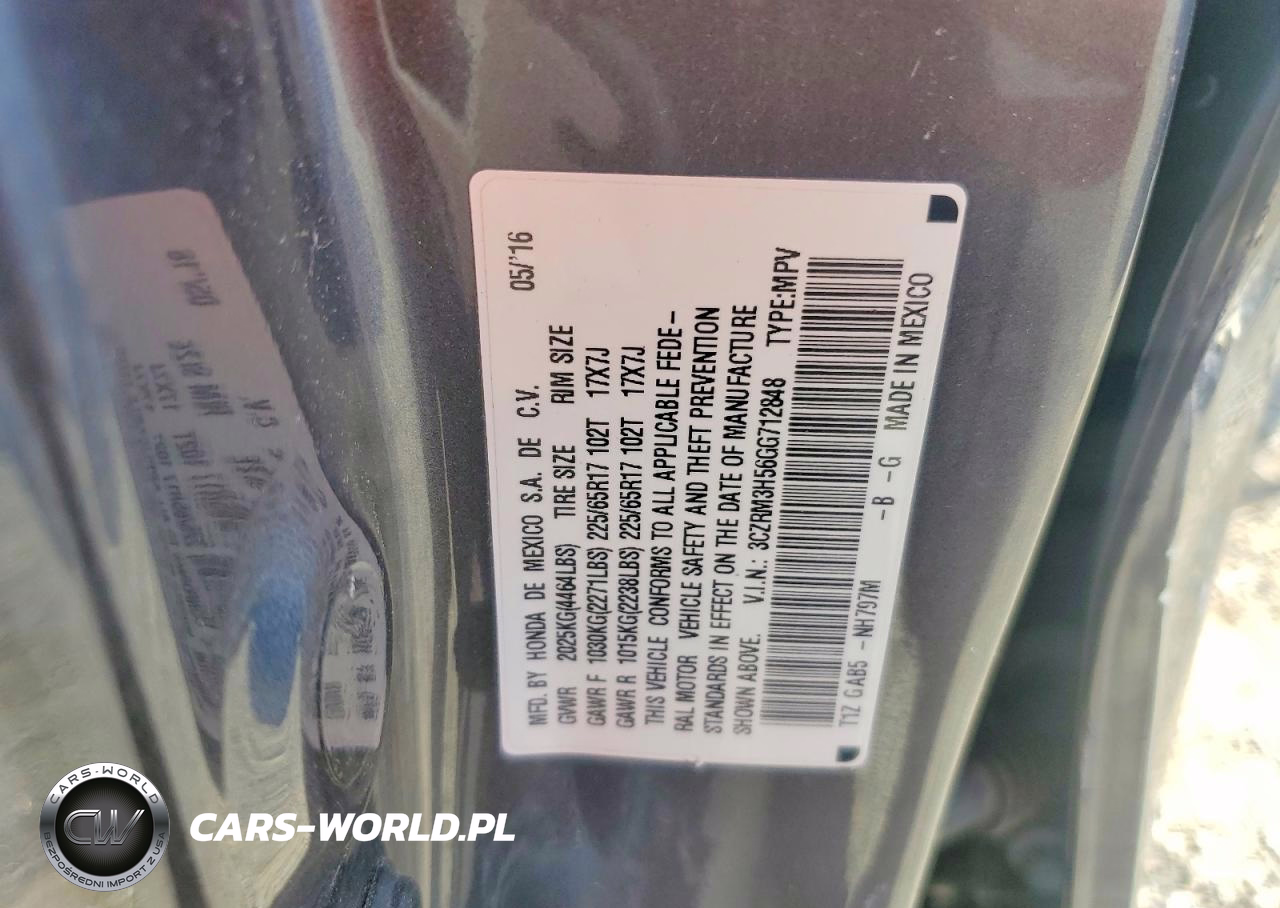 05/'16
MFD. BY HONDA DE MEXICO S.A. DE C.V.
GVWR 2025KG(4464LBS) TIRE SIZE RIM SIZE
GAWR F 1030KG(2271LBS) 225/65R17 102T 17X7J
GAWR R 1015KG(2238LBS) 225/65R17 102T 17X7J
THIS VEHICLE CONFORMS TO ALL APPLICABLE FEDE-
RAL MOTOR VEHICLE SAFETY AND THEFT PREVENTION
STANDARDS IN EFFECT ON THE DATE OF MANUFACTURE
SHOWN ABOVE. V.I.N.: 3CZRM3H56GG712848 TYPE:MPV
T1Z GAB5 -NH797M -B -G MADE IN MEXICO
CARS-WORLD
CW
BEZPOŚREDNI IMPORT Z USA
CARS-WORLD.PL